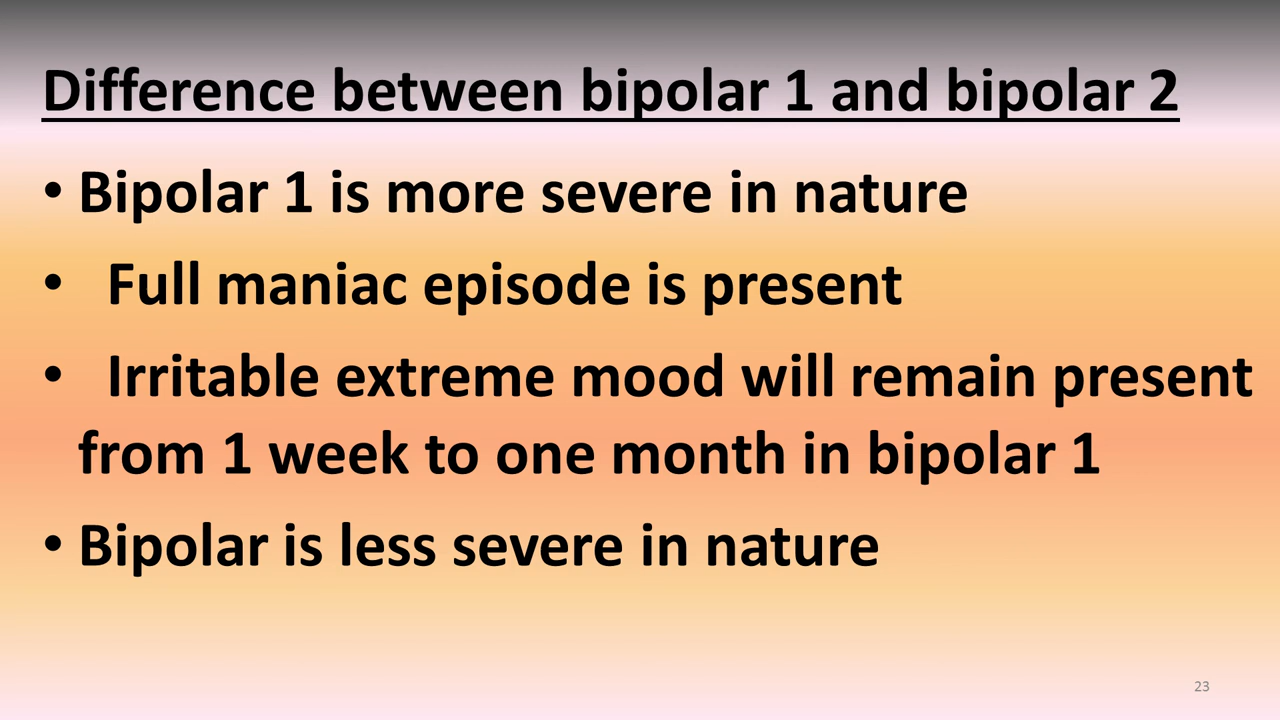 Difference between bipolar 1 and bipolar 2
• Bipolar 1 is more severe in nature
• Full maniac episode is present
• Irritable extreme mood will remain present
from 1 week to one month in bipolar 1
• Bipolar is less severe in nature
23